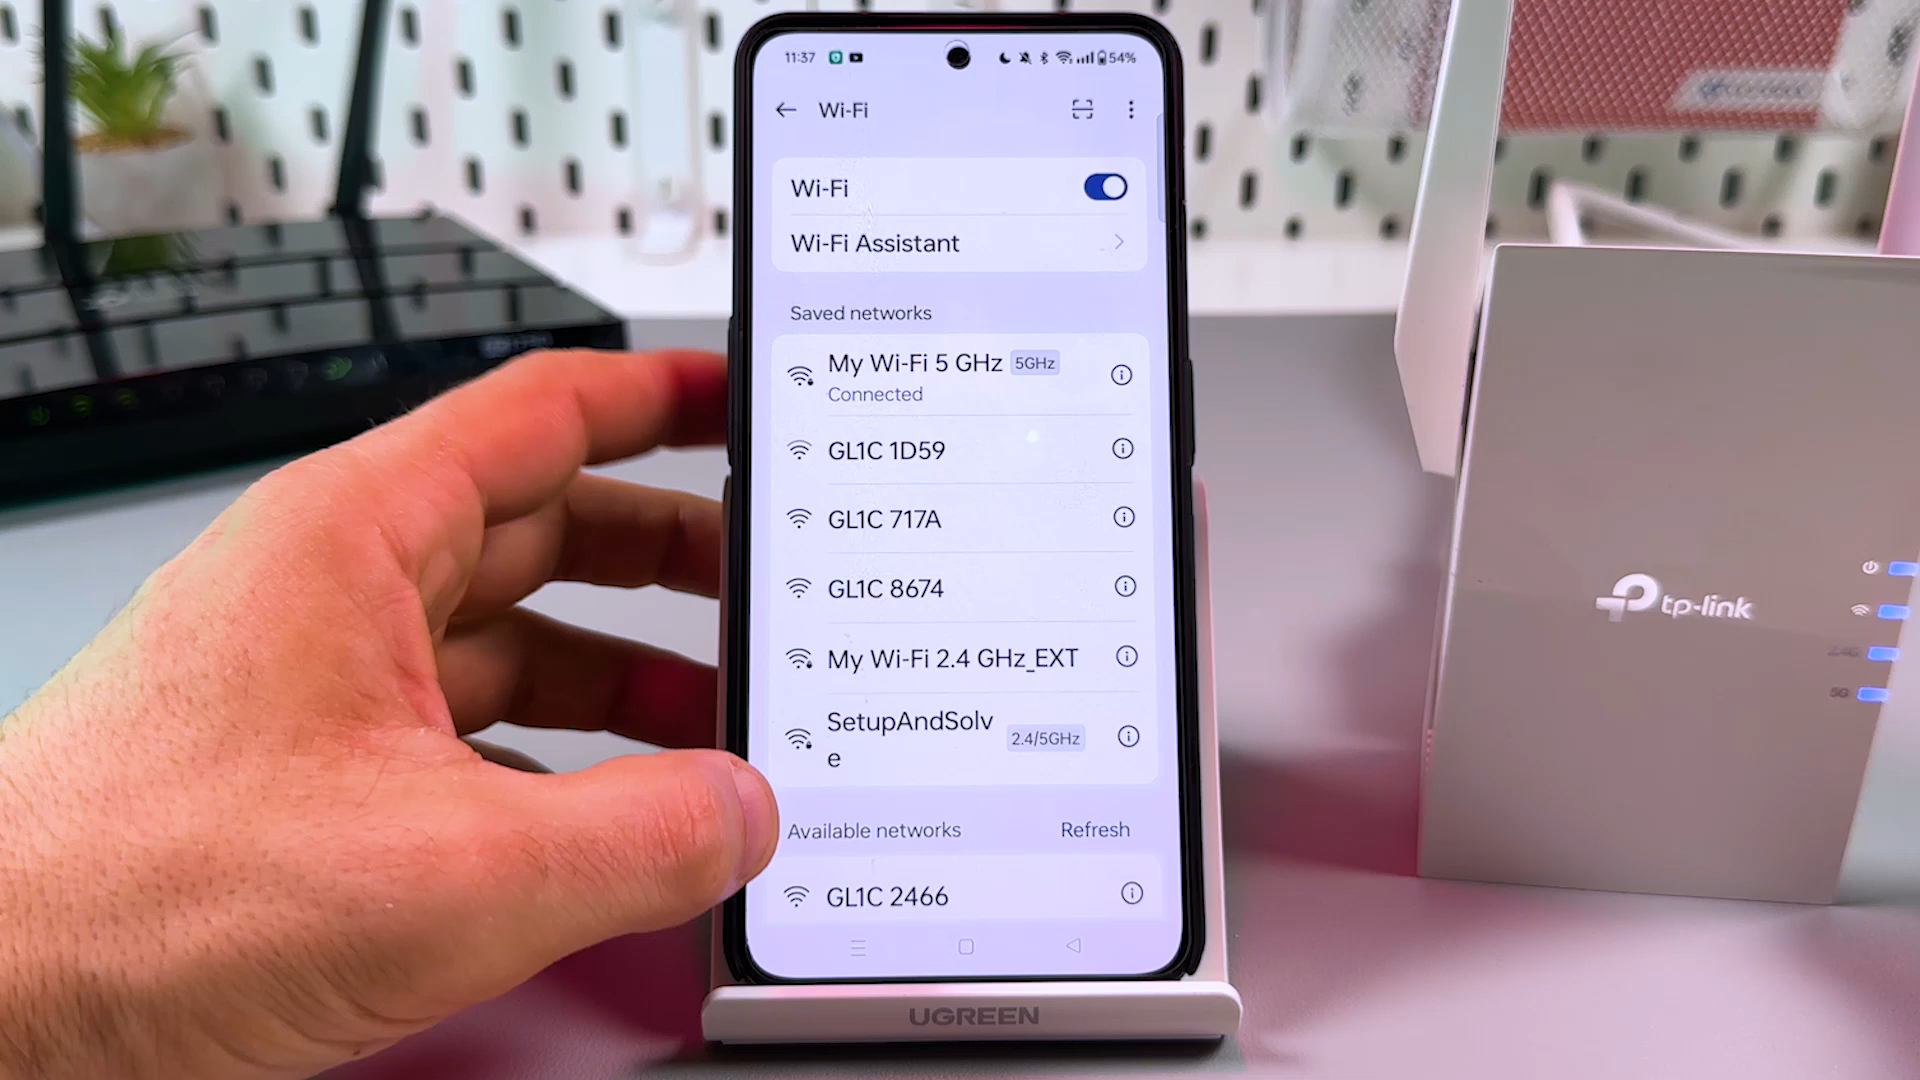 11:37
54%
Wi-Fi
Wi-Fi
Wi-Fi Assistant
Saved networks
My Wi-Fi 5 GHz 5GHz
Connected
GL1C 1D59
GL1C 717A
GL1C 8674
My Wi-Fi 2.4 GHz_EXT
SetupAndSolv
e
2.4/5GHz
Available networks Refresh
GL1C 2466
UGREEN
tp-link
5G